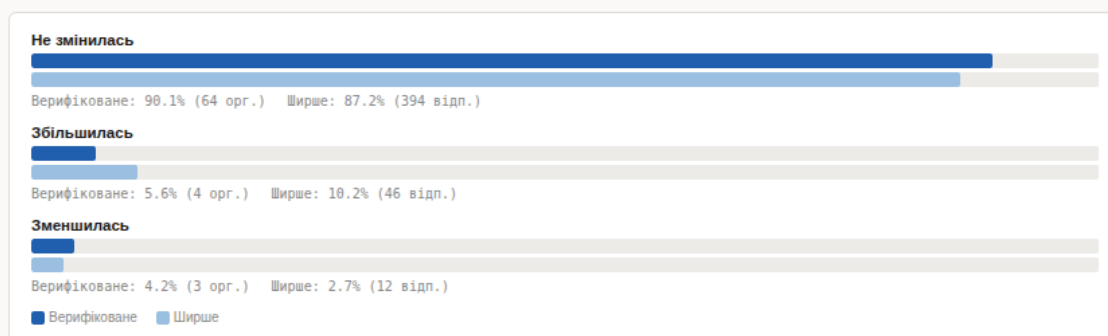 Не змінилась
Верифіковане: 90.1% (64 орг.) Ширше: 87.2% (394 відп.)
Збільшилась
Верифіковане: 5.6% (4 орг.) Ширше: 10.2% (46 відп.)
Зменшилась
Верифіковане: 4.2% (3 орг.) Ширше: 2.7% (12 відп.)
Верифіковане Ширше